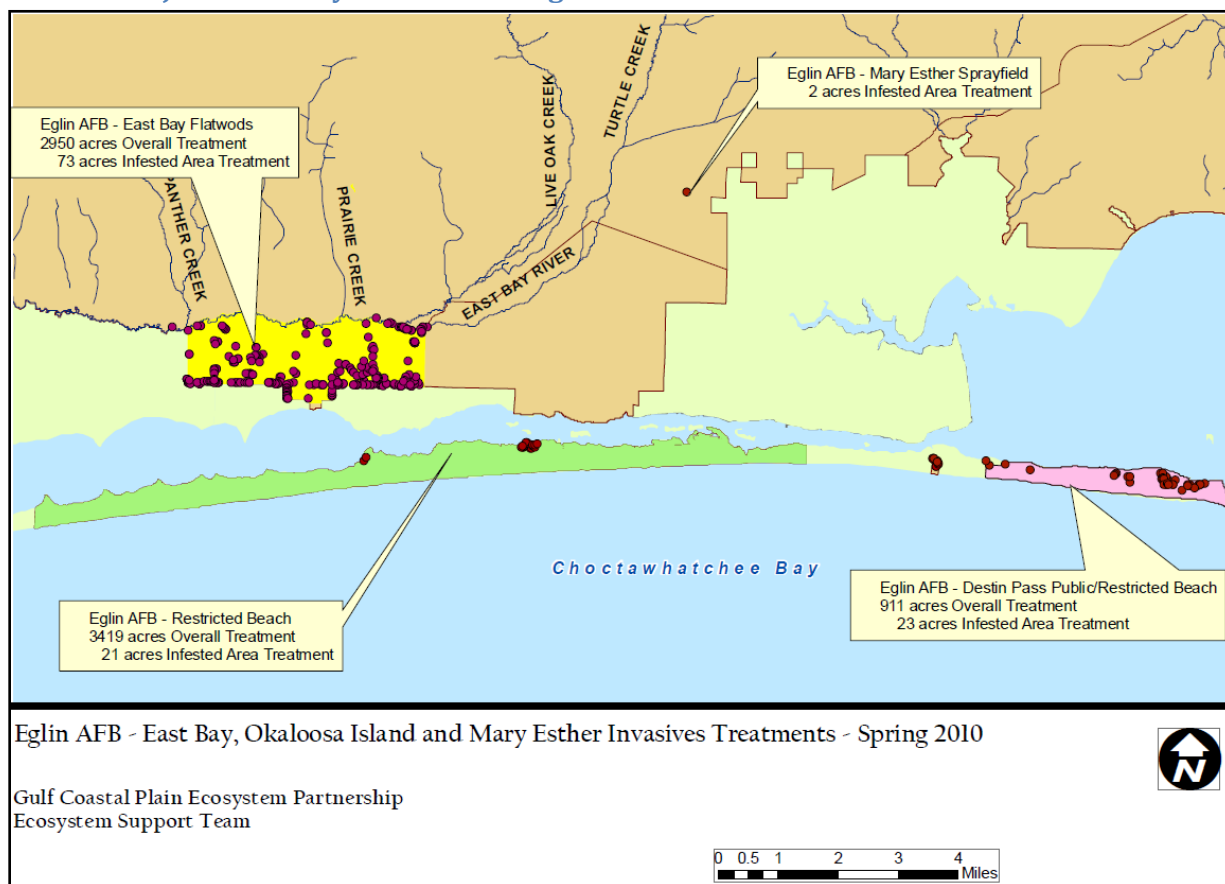 Eglin AFB - Mary Esther Sprayfield
2 acres Infested Area Treatment
Eglin AFB - East Bay Flatwods
2950 acres Overall Treatment
73 acres Infested Area Treatment
PANTHER CREEK
PRAIRIE CREEK
LIVE OAK CREEK
TURTLE CREEK
EAST BAY RIVER
Choctawhatchee Bay
Eglin AFB - Restricted Beach
3419 acres Overall Treatment
21 acres Infested Area Treatment
Eglin AFB - Destin Pass Public/Restricted Beach
911 acres Overall Treatment
23 acres Infested Area Treatment
Eglin AFB - East Bay, Okaloosa Island and Mary Esther Invasives Treatments - Spring 2010
N
Gulf Coastal Plain Ecosystem Partnership
Ecosystem Support Team
0 0.5 1 2 3 4
Miles